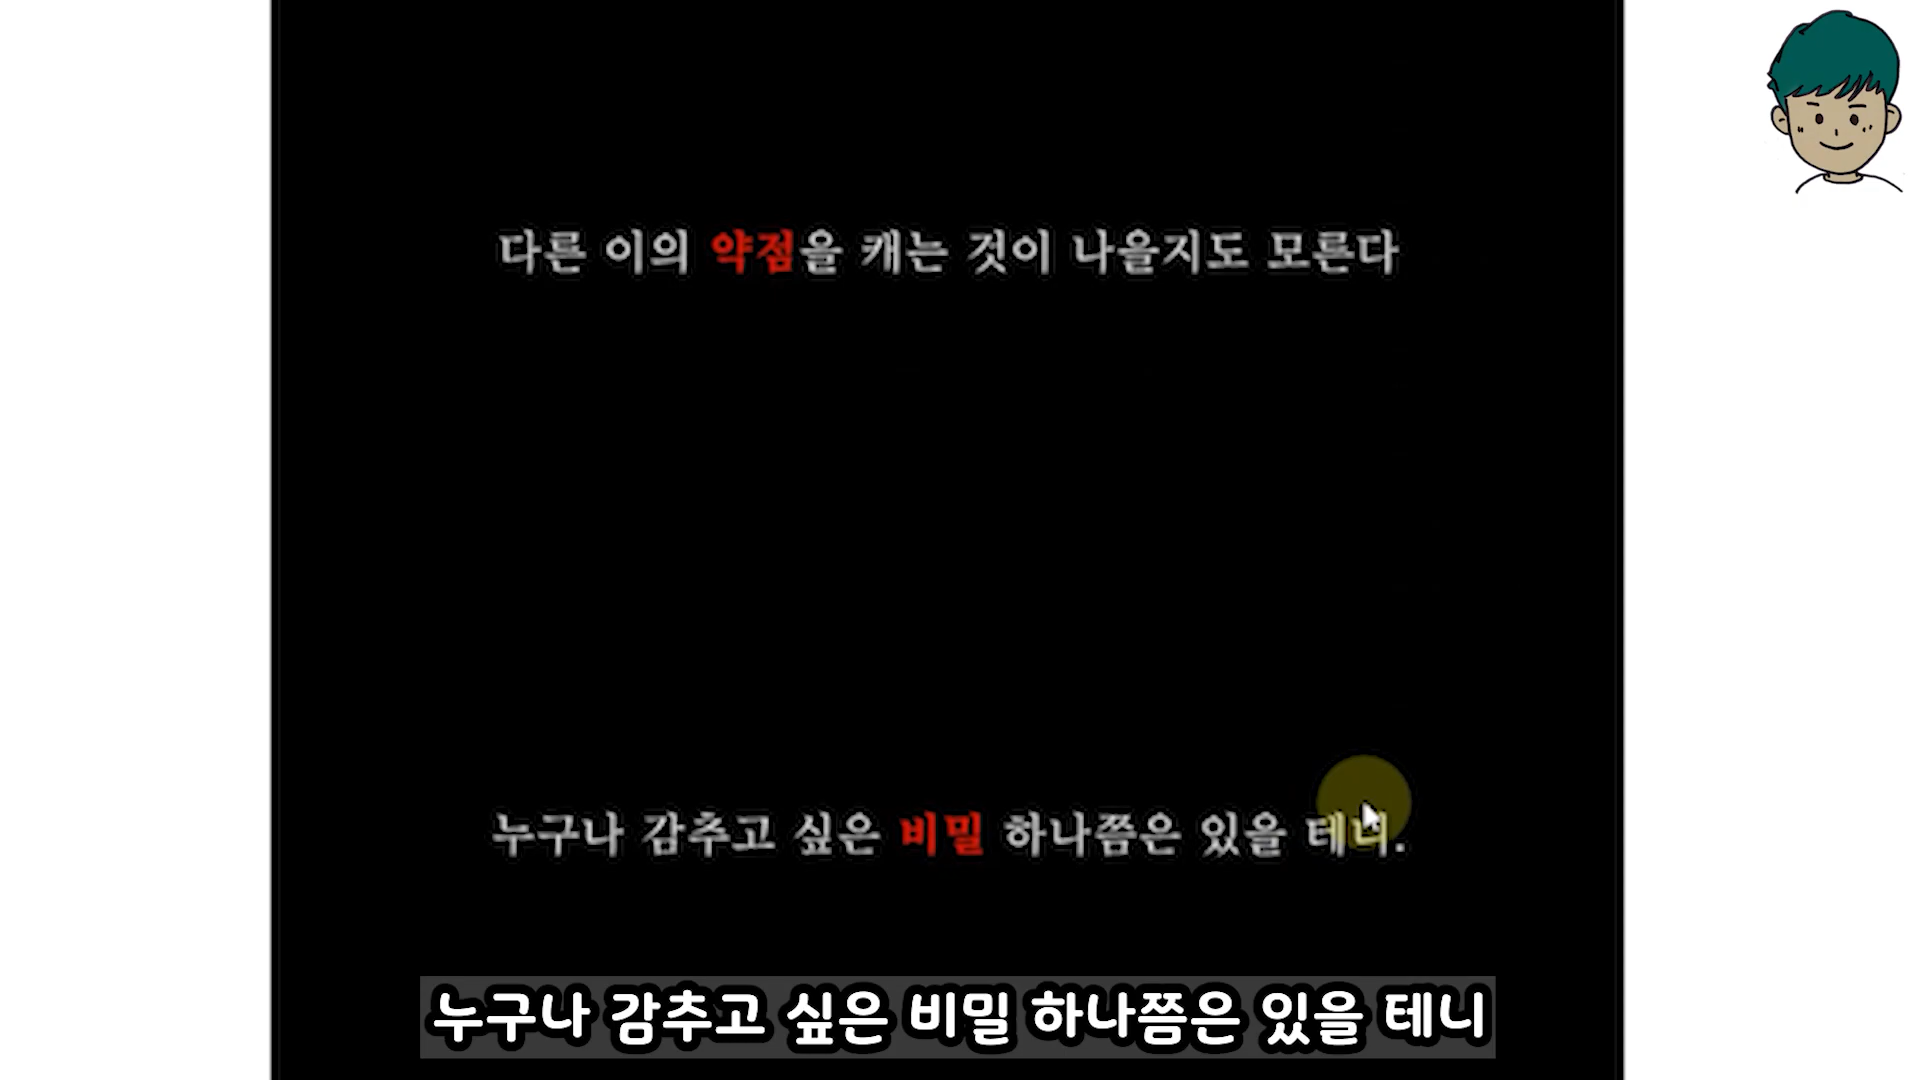 다른 이의 약점을 캐는 것이 나을지도 모른다
누구나 감추고 싶은 비밀 하나쯤은 있을 테니.
누구나 감추고 싶은 비밀 하나쯤은 있을 테니